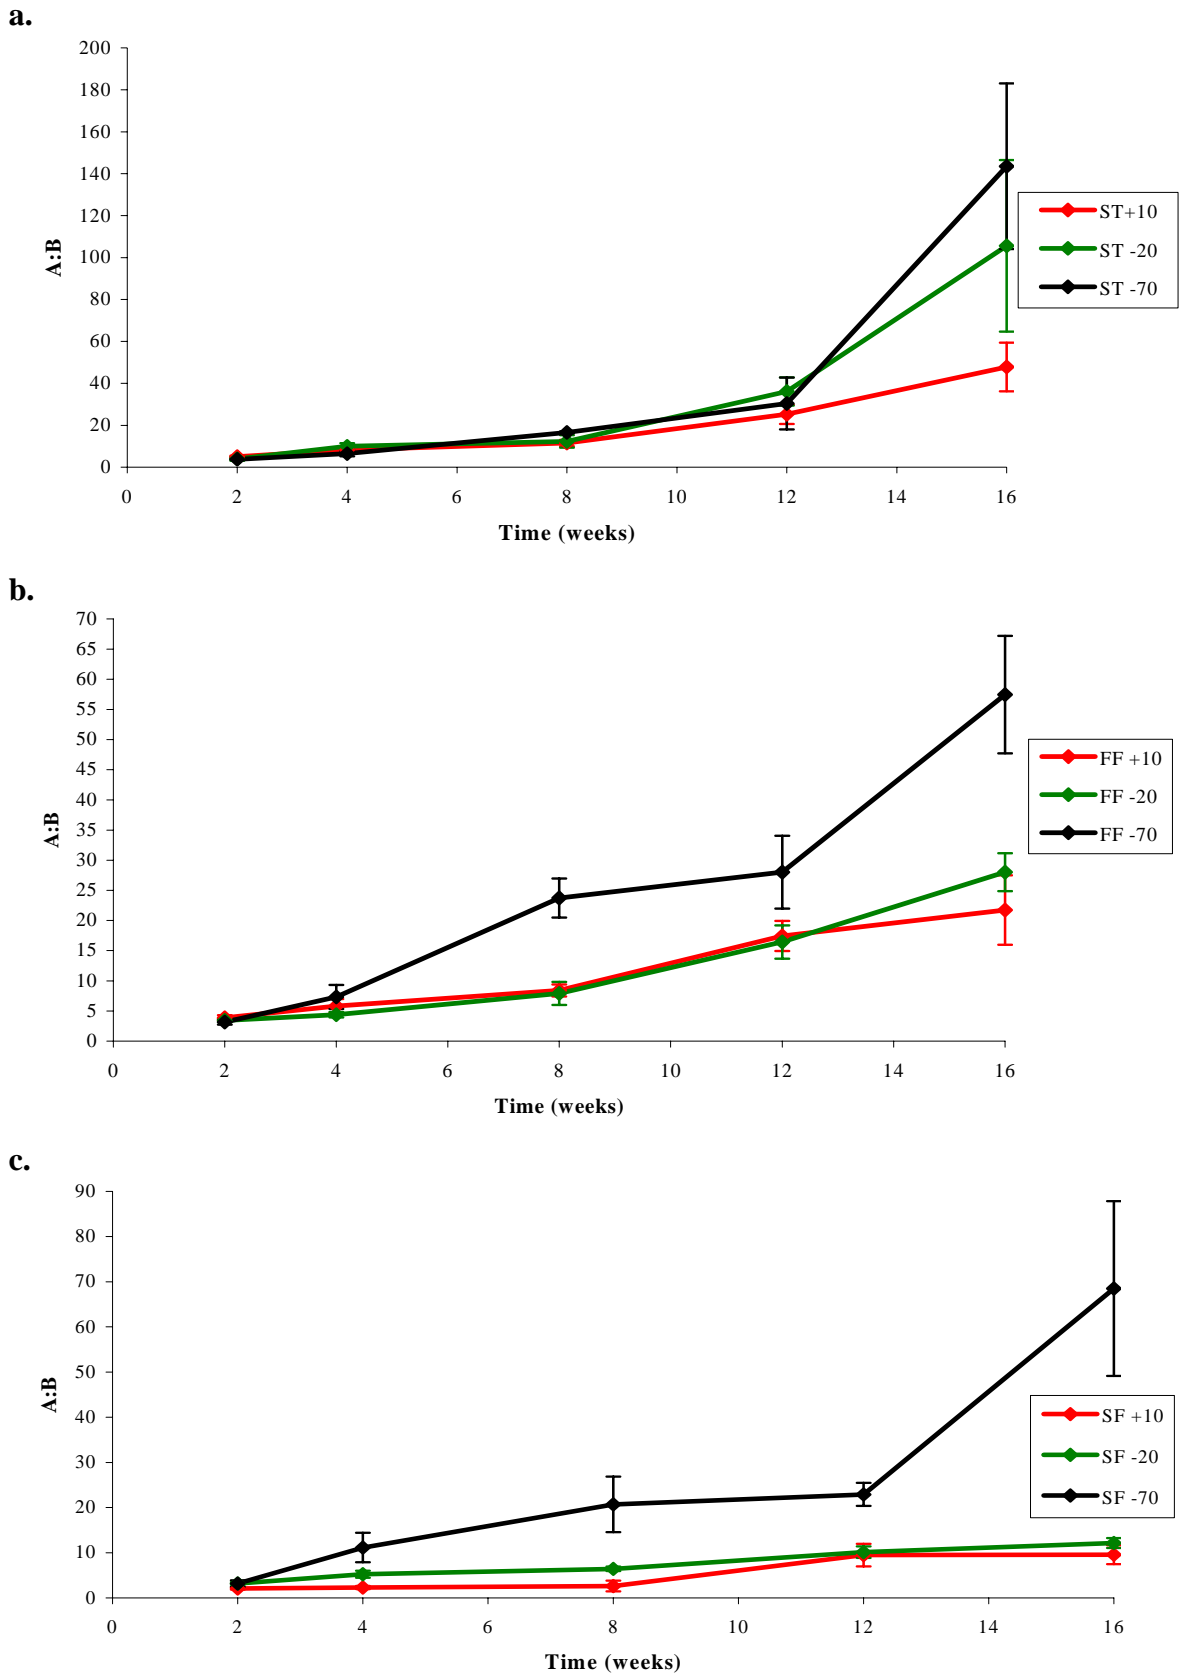 a.
200
180
160
140
120
100
80
60
40
20
0
A:B
0 2 4 6 8 10 12 14 16
Time (weeks)
ST+10
ST -20
ST -70
b.
70
65
60
55
50
45
40
35
30
25
20
15
10
5
0
A:B
0 2 4 6 8 10 12 14 16
Time (weeks)
FF +10
FF -20
FF -70
c.
90
80
70
60
50
40
30
20
10
0
A:B
0 2 4 6 8 10 12 14 16
Time (weeks)
SF +10
SF -20
SF -70